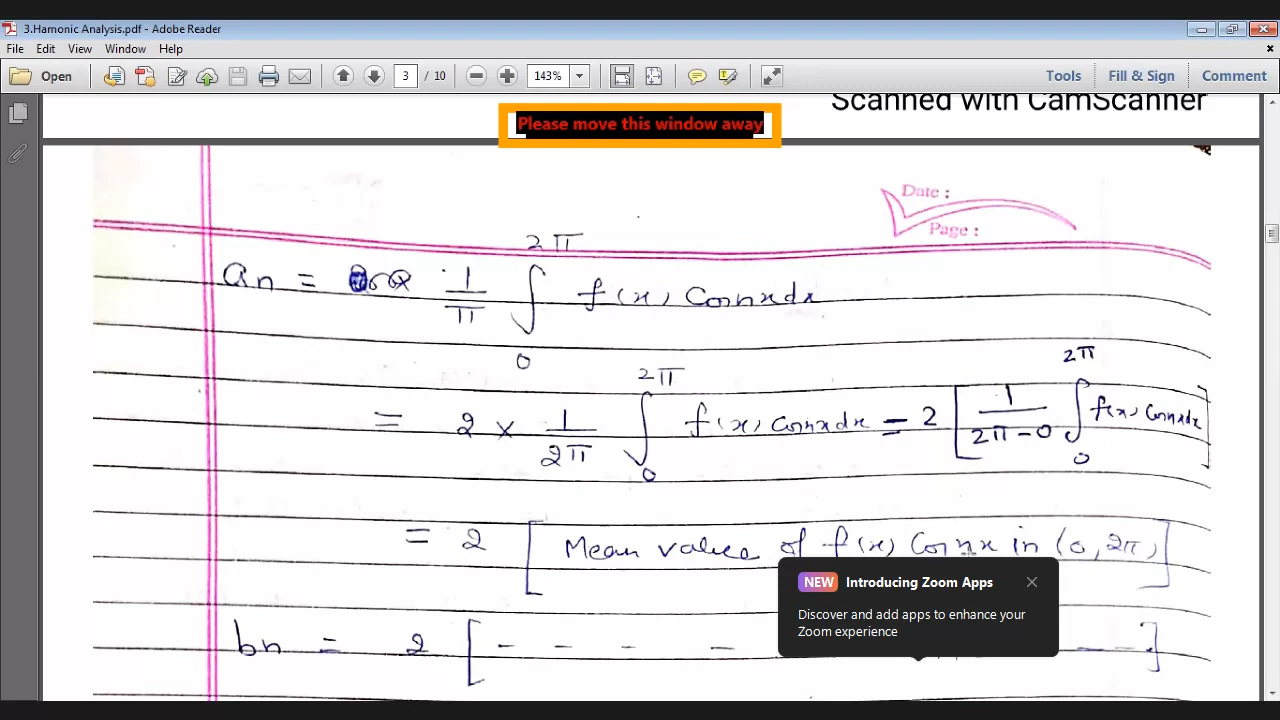 3.Hamonic Analysis.pdf - Adobe Reader
File Edit View Window Help
Open 3 / 10 143% Tools Fill & Sign Comment
Scanned with CamScanner
Please move this window away
Date :
Page :
an = 1/π ∫₀^2π f(x) cosnx dx
= 2 × 1/2π ∫₀^2π f(x) cosnx dx = 2 [ 1/2π-0 ∫₀^2π f(x) cosnx dx ]
= 2 [ Mean value of f(x) cosnx in (0, 2π) ]
NEW Introducing Zoom Apps
Discover and add apps to enhance your
Zoom experience
bn = 2 [ - - - - - - ]